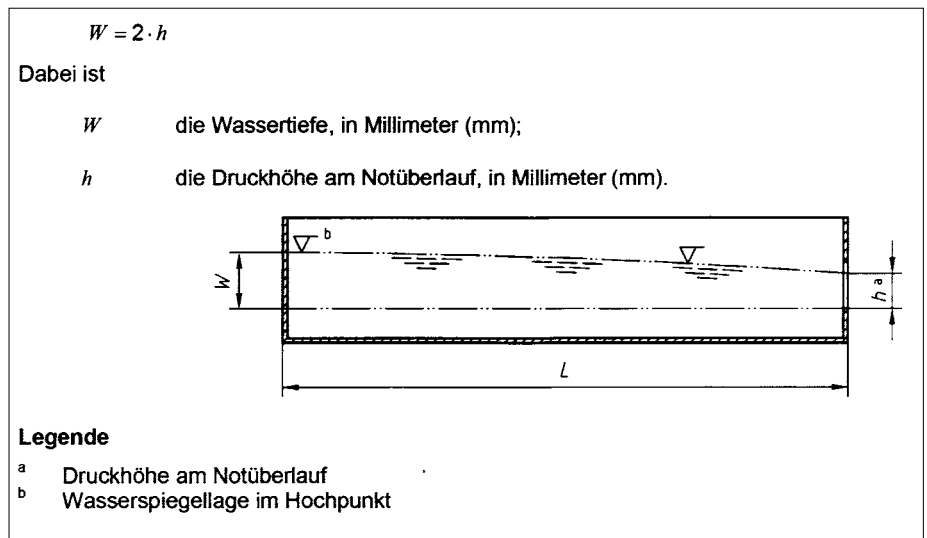 W = 2 · h
Dabei ist
W die Wassertiefe, in Millimeter (mm);
h die Druckhöhe am Notüberlauf, in Millimeter (mm).
b
W
h a
L
Legende
a Druckhöhe am Notüberlauf
b Wasserspiegellage im Hochpunkt